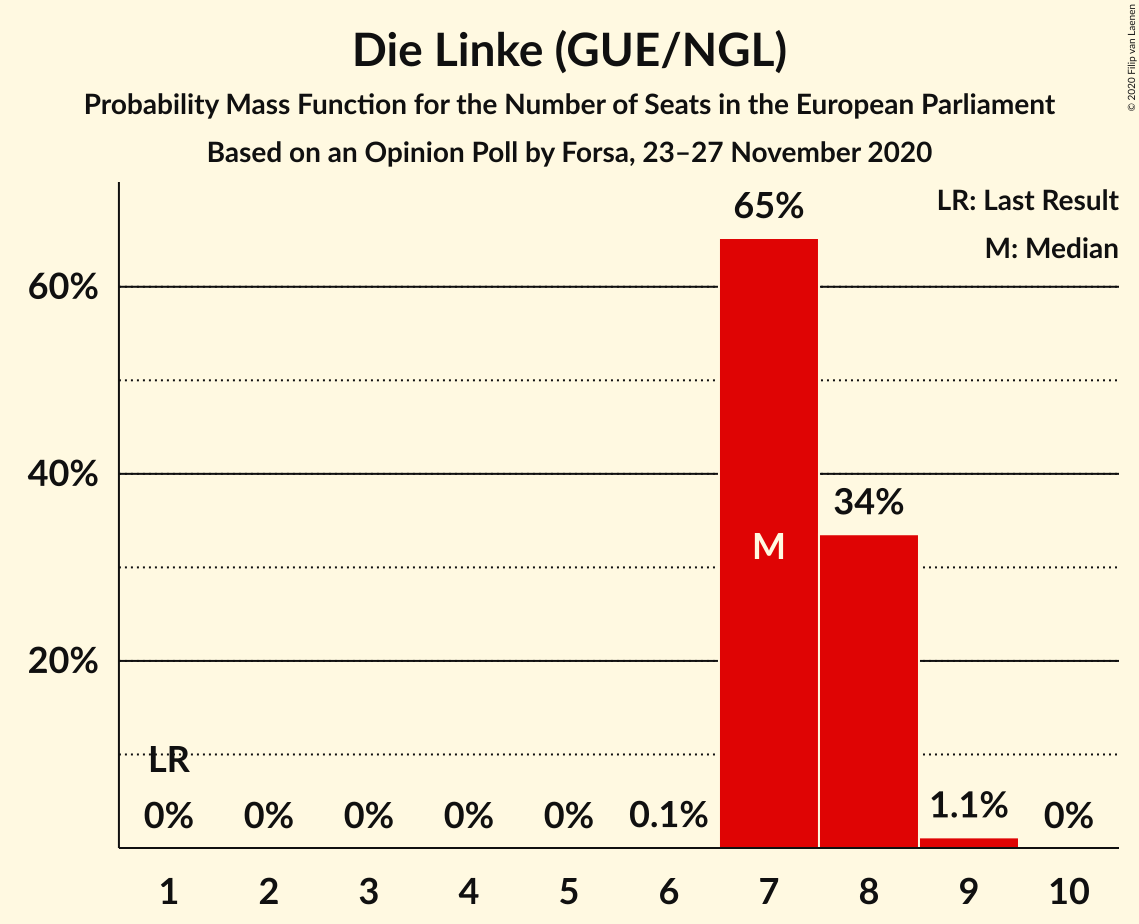 Die Linke (GUE/NGL)
Probability Mass Function for the Number of Seats in the European Parliament
Based on an Opinion Poll by Forsa, 23–27 November 2020
© 2020 Filip van Laenen
LR: Last Result
M: Median
65%
60%
40%
34%
M
20%
LR
0% 0% 0% 0% 0% 0.1% 1.1% 0%
1 2 3 4 5 6 7 8 9 10